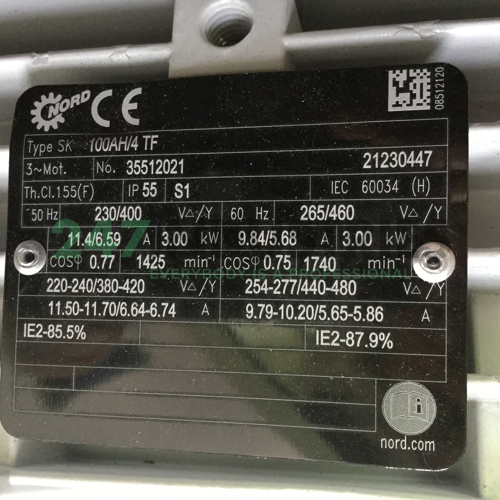 NORD CE 08512120
Type SK 100AH/4 TF
3~Mot. No. 35512021 21230447
Th.Cl.155(F) IP 55 S1 IEC 60034 (H)
50 Hz 230/400 V△/Y 60 Hz 265/460 V△/Y
11.4/6.59 A 3.00 kW 9.84/5.68 A 3.00 kW
COSφ 0.77 1425 min⁻¹ COSφ 0.75 1740 min⁻¹
247
EVERYBODY IS A PROFESSIONAL
220-240/380-420 V△/Y 254-277/440-480 V△/Y
11.50-11.70/6.64-6.74 A 9.79-10.20/5.65-5.86 A
IE2-85.5% IE2-87.9%
nord.com